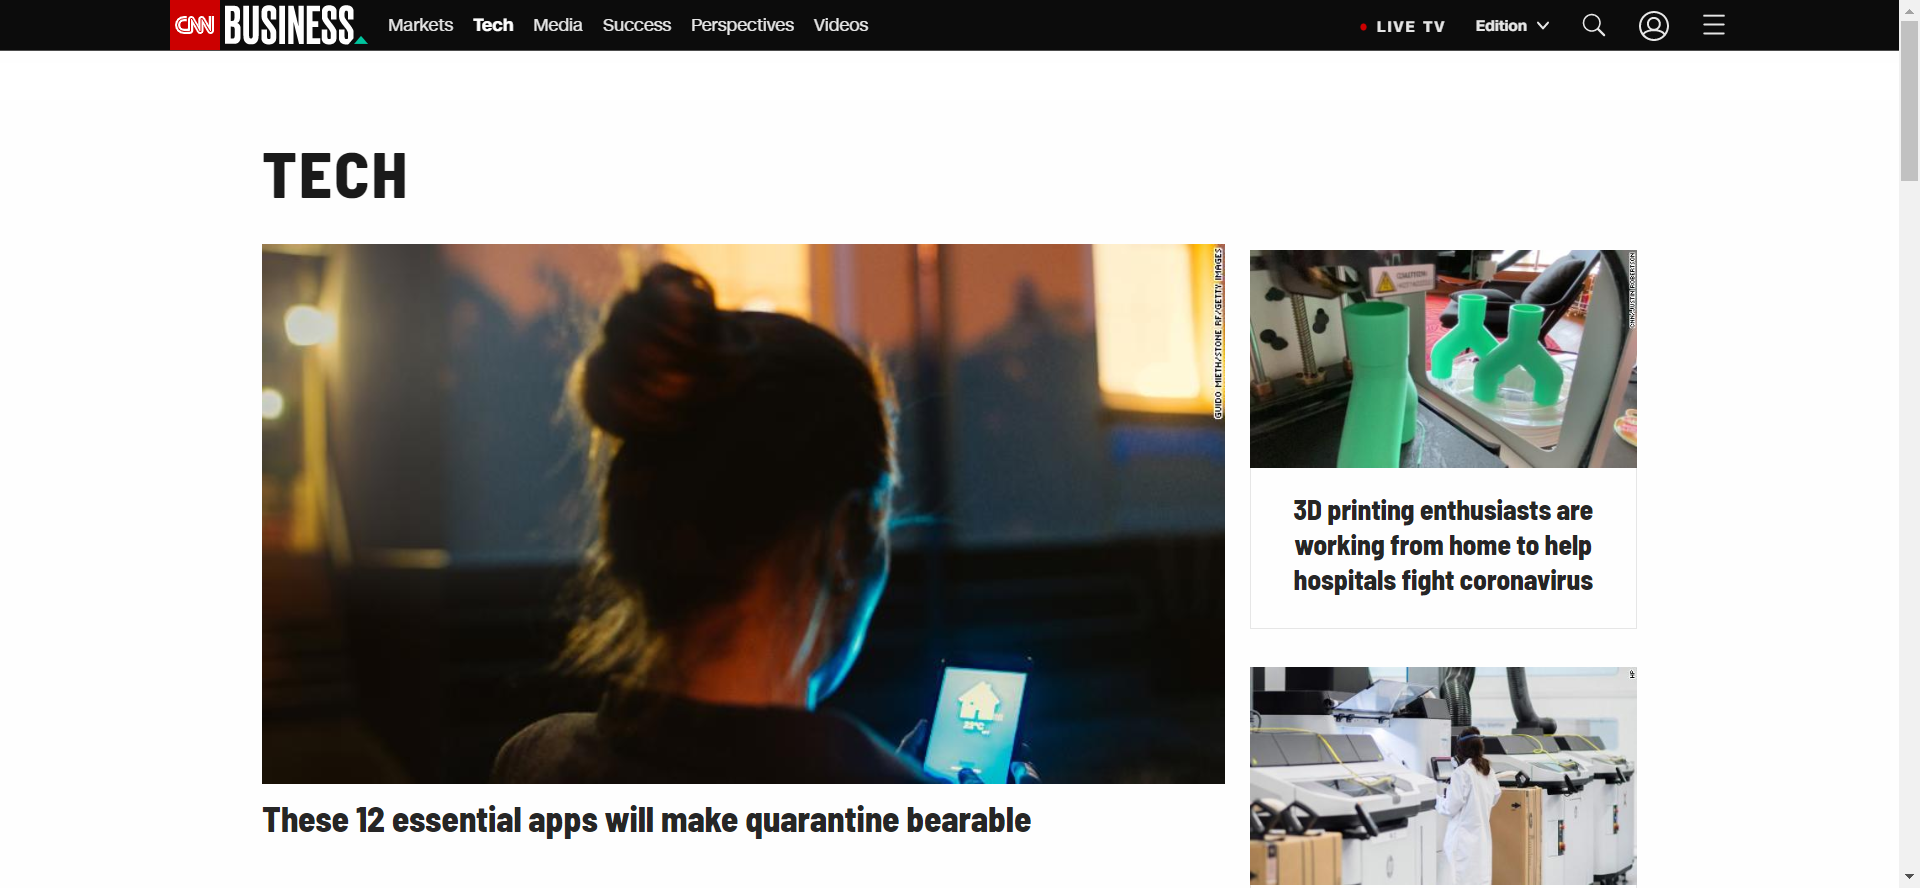 CNN BUSINESS Markets Tech Media Success Perspectives Videos LIVE TV Edition
TECH
GUIDO MIETH/STONE RF/GETTY IMAGES
CAUTION
These 12 essential apps will make quarantine bearable
3D printing enthusiasts are
working from home to help
hospitals fight coronavirus